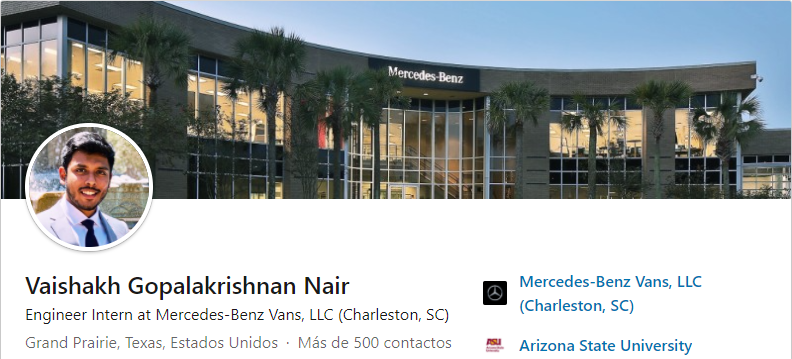 Mercedes-Benz
Vaishakh Gopalakrishnan Nair
Engineer Intern at Mercedes-Benz Vans, LLC (Charleston, SC)
Grand Prairie, Texas, Estados Unidos · Más de 500 contactos
Mercedes-Benz Vans, LLC
(Charleston, SC)
ASU
Arizona State University